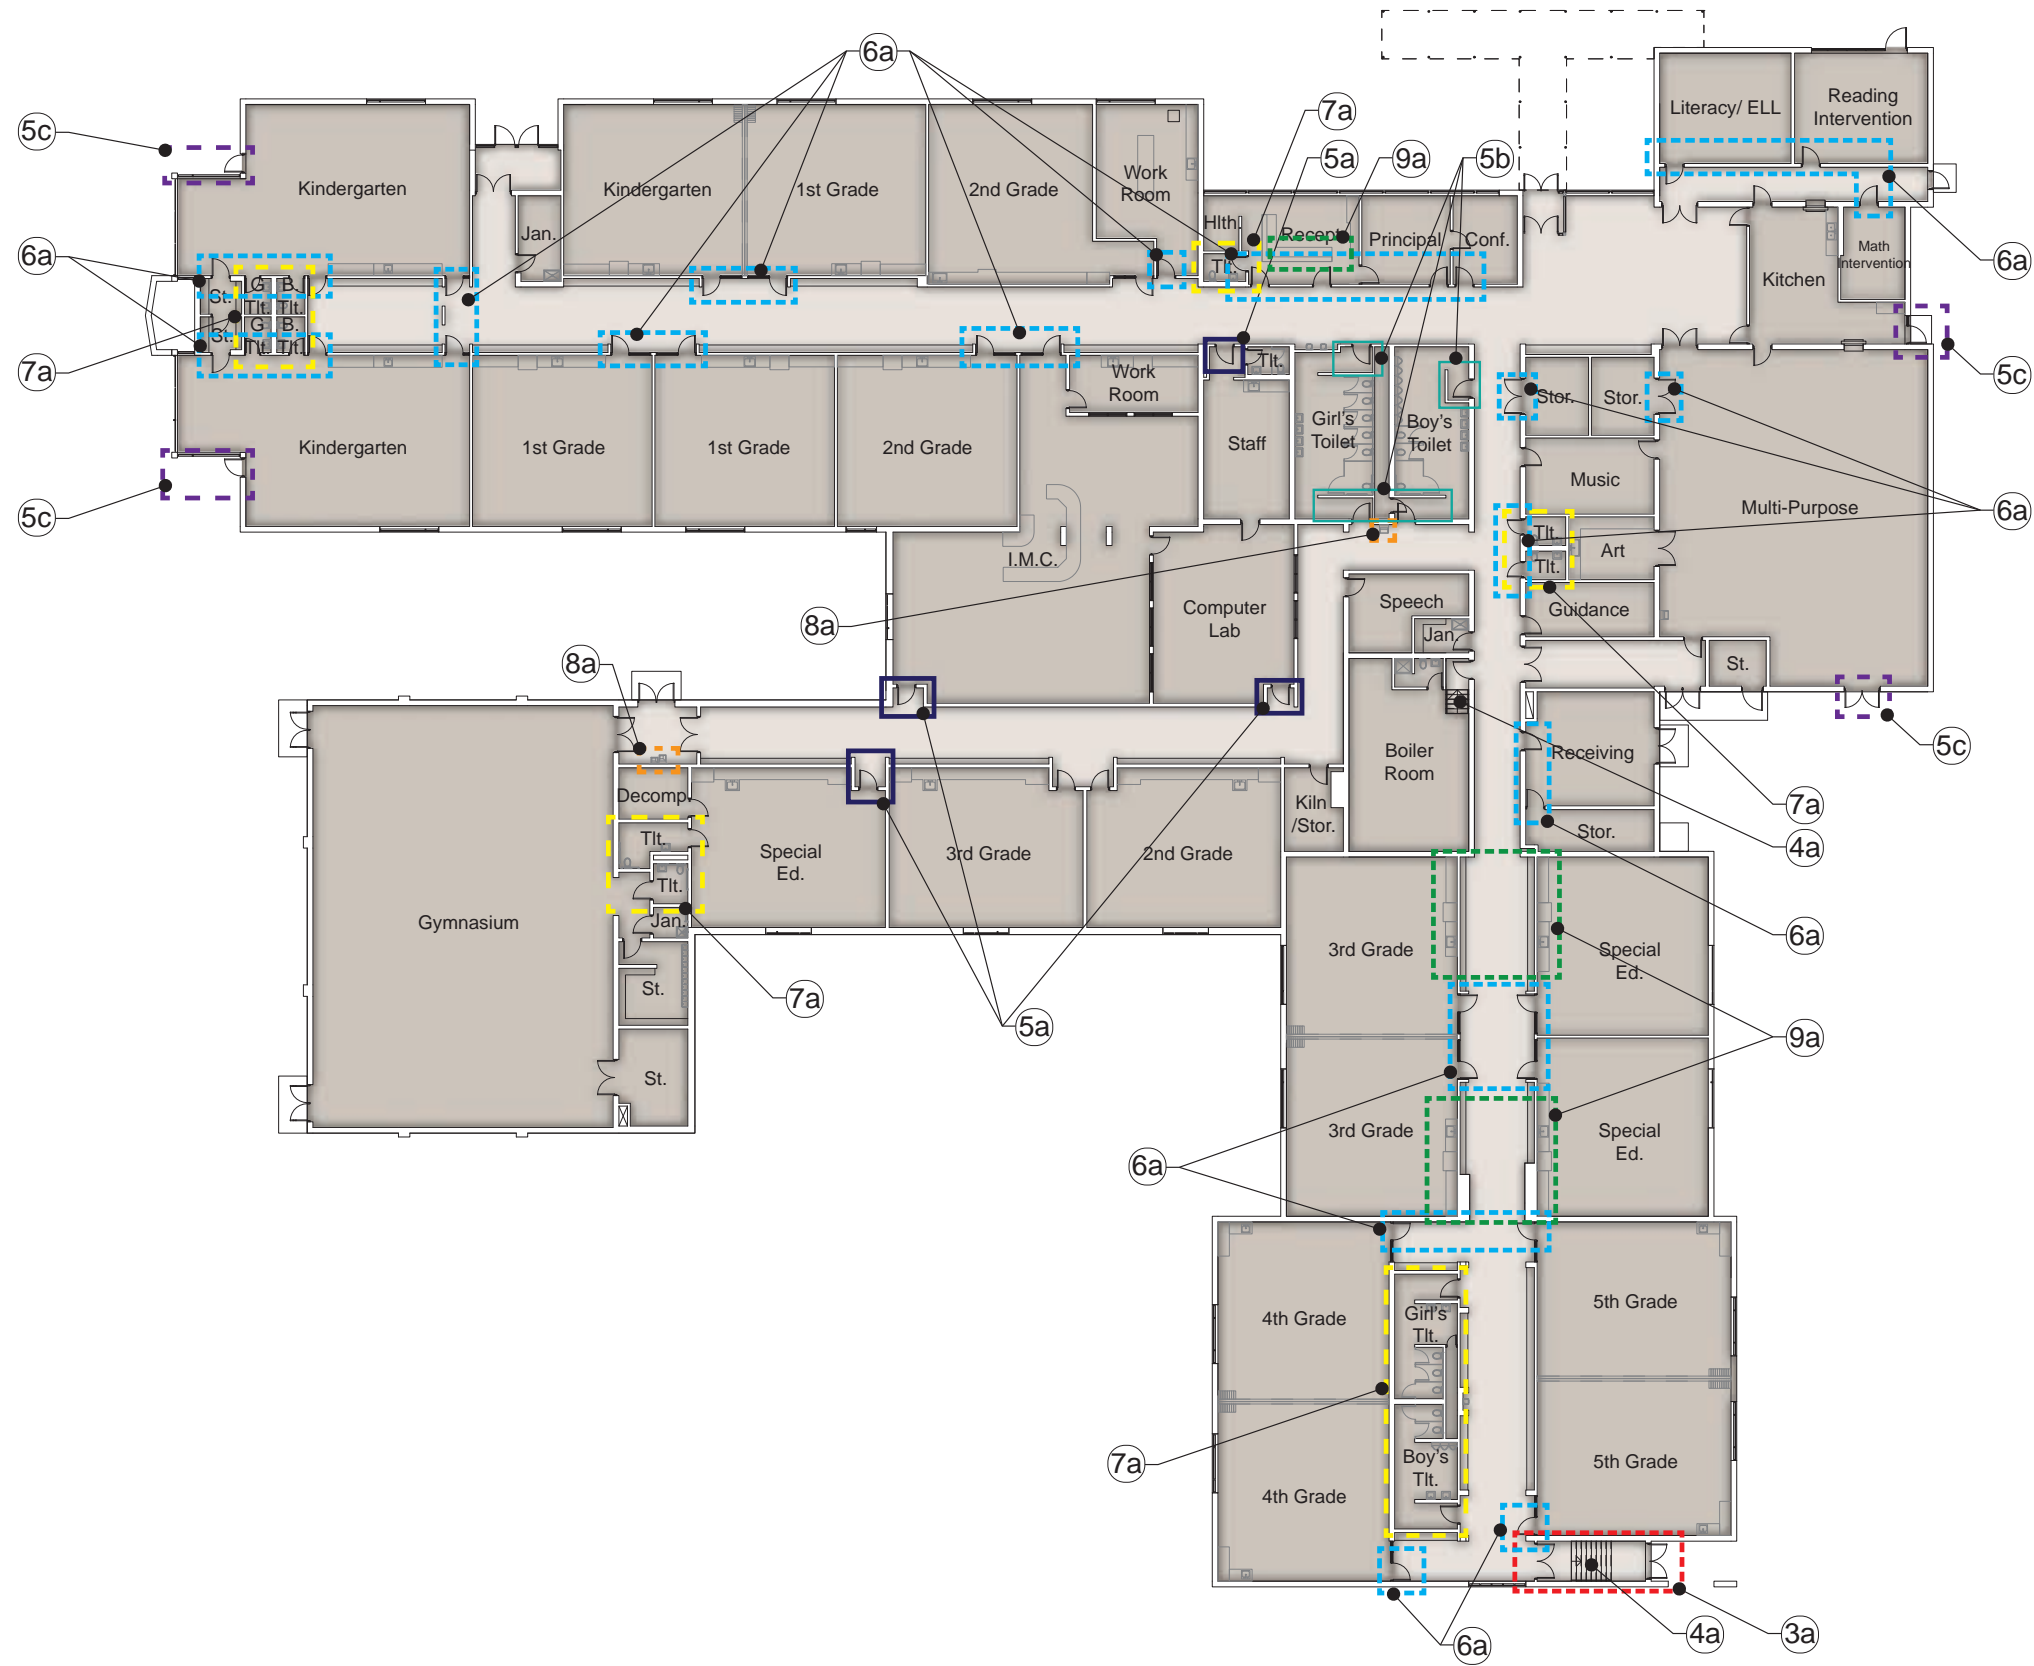 6a
7a
5a
9a
5b
5c
Literacy/ ELL
Reading
Intervention
Kindergarten
Kindergarten
1st Grade
2nd Grade
Work
Room
Jan.
Hlth.
Recept.
Principal
Conf.
Tlt.
6a
6a
Math
Intervention
Kitchen
St.
G
Tlt.
B.
Tlt.
St.
G
Tlt.
B.
Tlt.
7a
5c
Work
Room
Tlt.
Stor.
Stor.
Kindergarten
1st Grade
1st Grade
2nd Grade
Staff
Girl's
Toilet
Boy's
Toilet
Music
Multi-Purpose
6a
5c
I.M.C.
Tlt.
Tlt.
Art
Computer
Lab
Speech
Guidance
8a
Jan.
8a
St.
5c
Boiler
Room
Receiving
Decomp.
Kiln
/Stor.
7a
Stor.
4a
Tlt.
Special
Ed.
3rd Grade
2nd Grade
Tlt.
Jan.
Gymnasium
6a
3rd Grade
Special
Ed.
St.
7a
5a
9a
St.
3rd Grade
Special
Ed.
6a
4th Grade
Girl's
Tlt.
5th Grade
7a
Boy's
Tlt.
5th Grade
4th Grade
6a
4a
3a